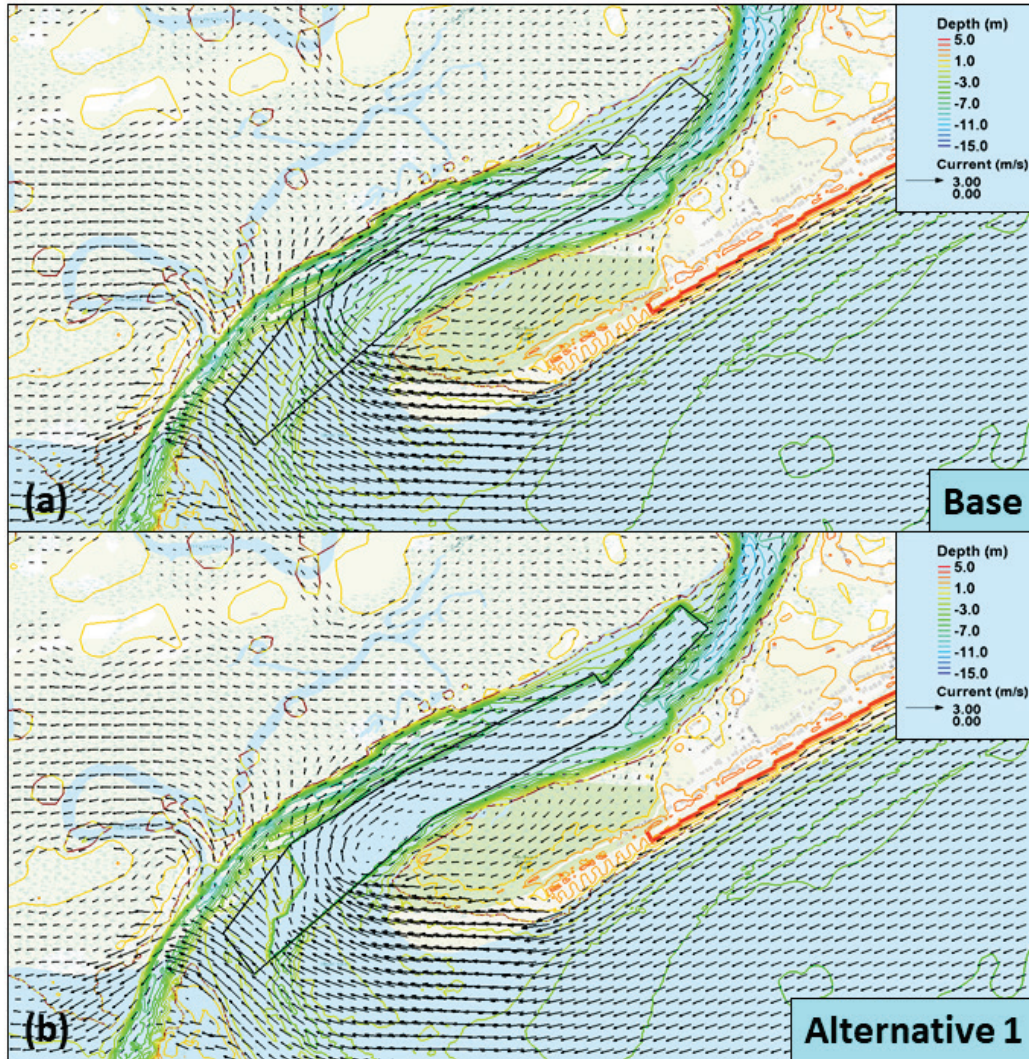 Depth (m)
5.0
1.0
-3.0
-7.0
-11.0
-15.0
Current (m/s)
3.00
0.00
(a)
Base
Depth (m)
5.0
1.0
-3.0
-7.0
-11.0
-15.0
Current (m/s)
3.00
0.00
(b)
Alternative 1